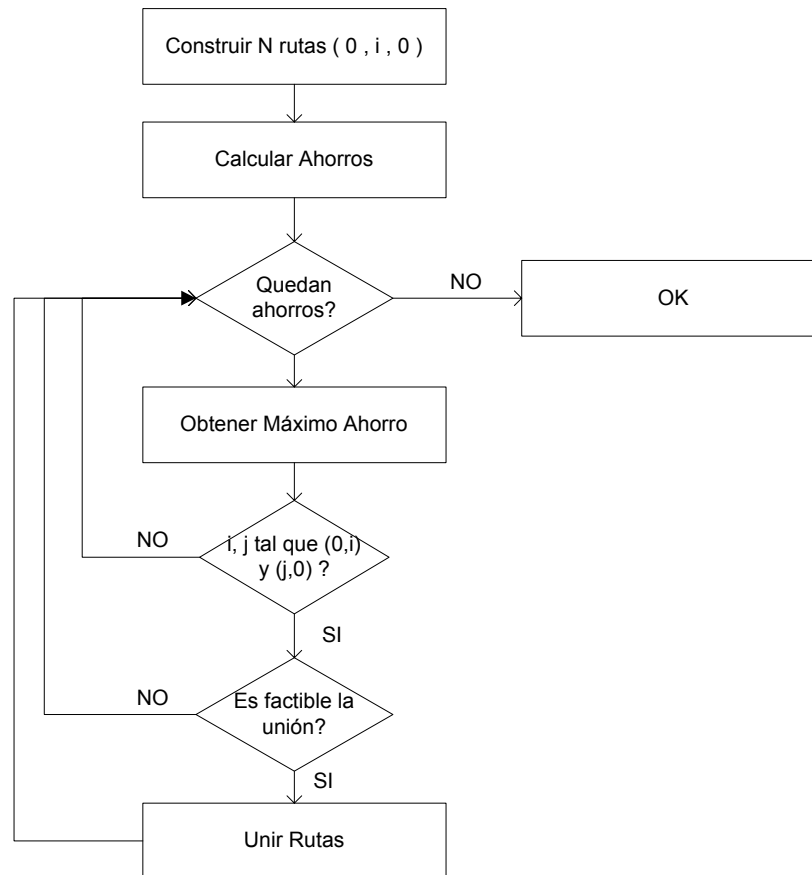 Construir N rutas ( 0 , i , 0 )
Calcular Ahorros
Quedan
ahorros?
NO
OK
Obtener Máximo Ahorro
i, j tal que (0,i)
y (j,0) ?
NO
SI
Es factible la
unión?
NO
SI
Unir Rutas